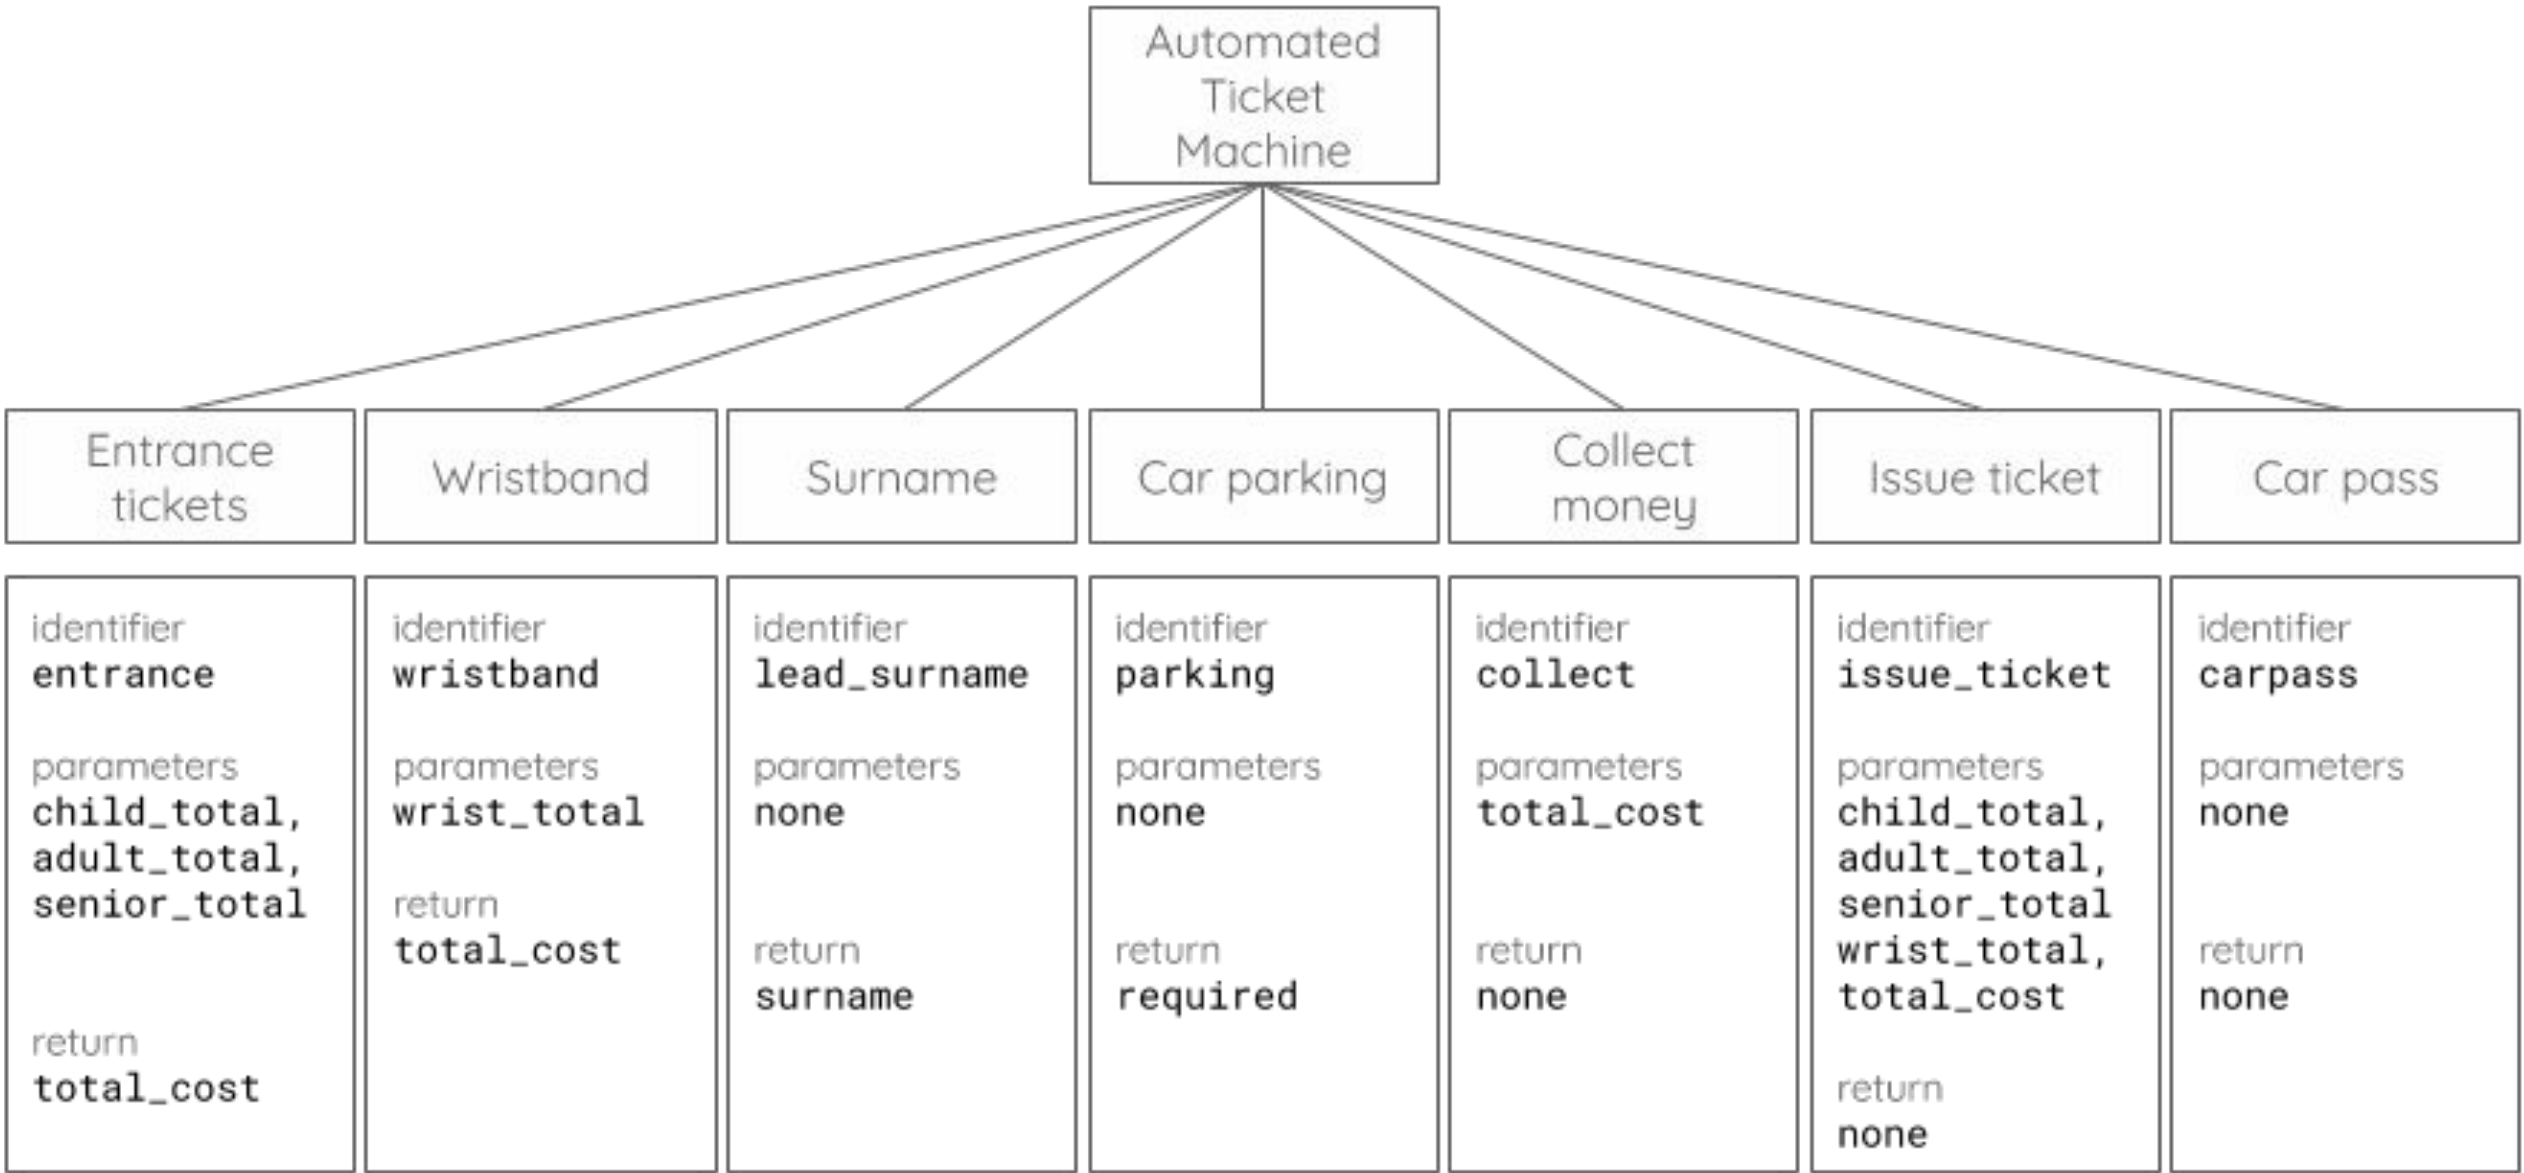 Automated
Ticket
Machine
Entrance
tickets
Wristband
Surname
Car parking
Collect
money
Issue ticket
Car pass
identifier
entrance
parameters
child_total,
adult_total,
senior_total
return
total_cost
identifier
wristband
parameters
wrist_total
return
total_cost
identifier
lead_surname
parameters
none
return
surname
identifier
parking
parameters
none
return
required
identifier
collect
parameters
total_cost
return
none
identifier
issue_ticket
parameters
child_total,
adult_total,
senior_total
wrist_total,
total_cost
return
none
identifier
carpass
parameters
none
return
none